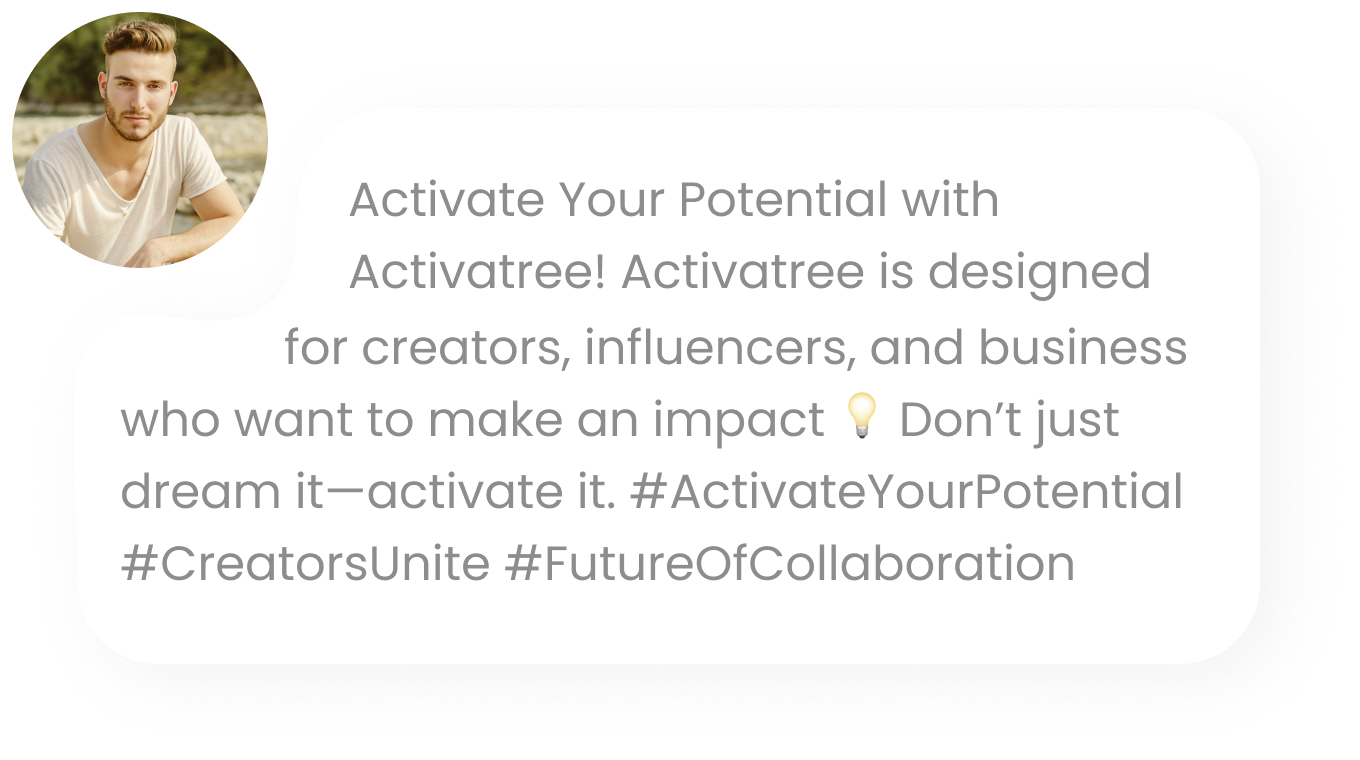 Activate Your Potential with
Activatree! Activatree is designed
for creators, influencers, and business
who want to make an impact 💡 Don’t just
dream it—activate it. #ActivateYourPotential
#CreatorsUnite #FutureOfCollaboration